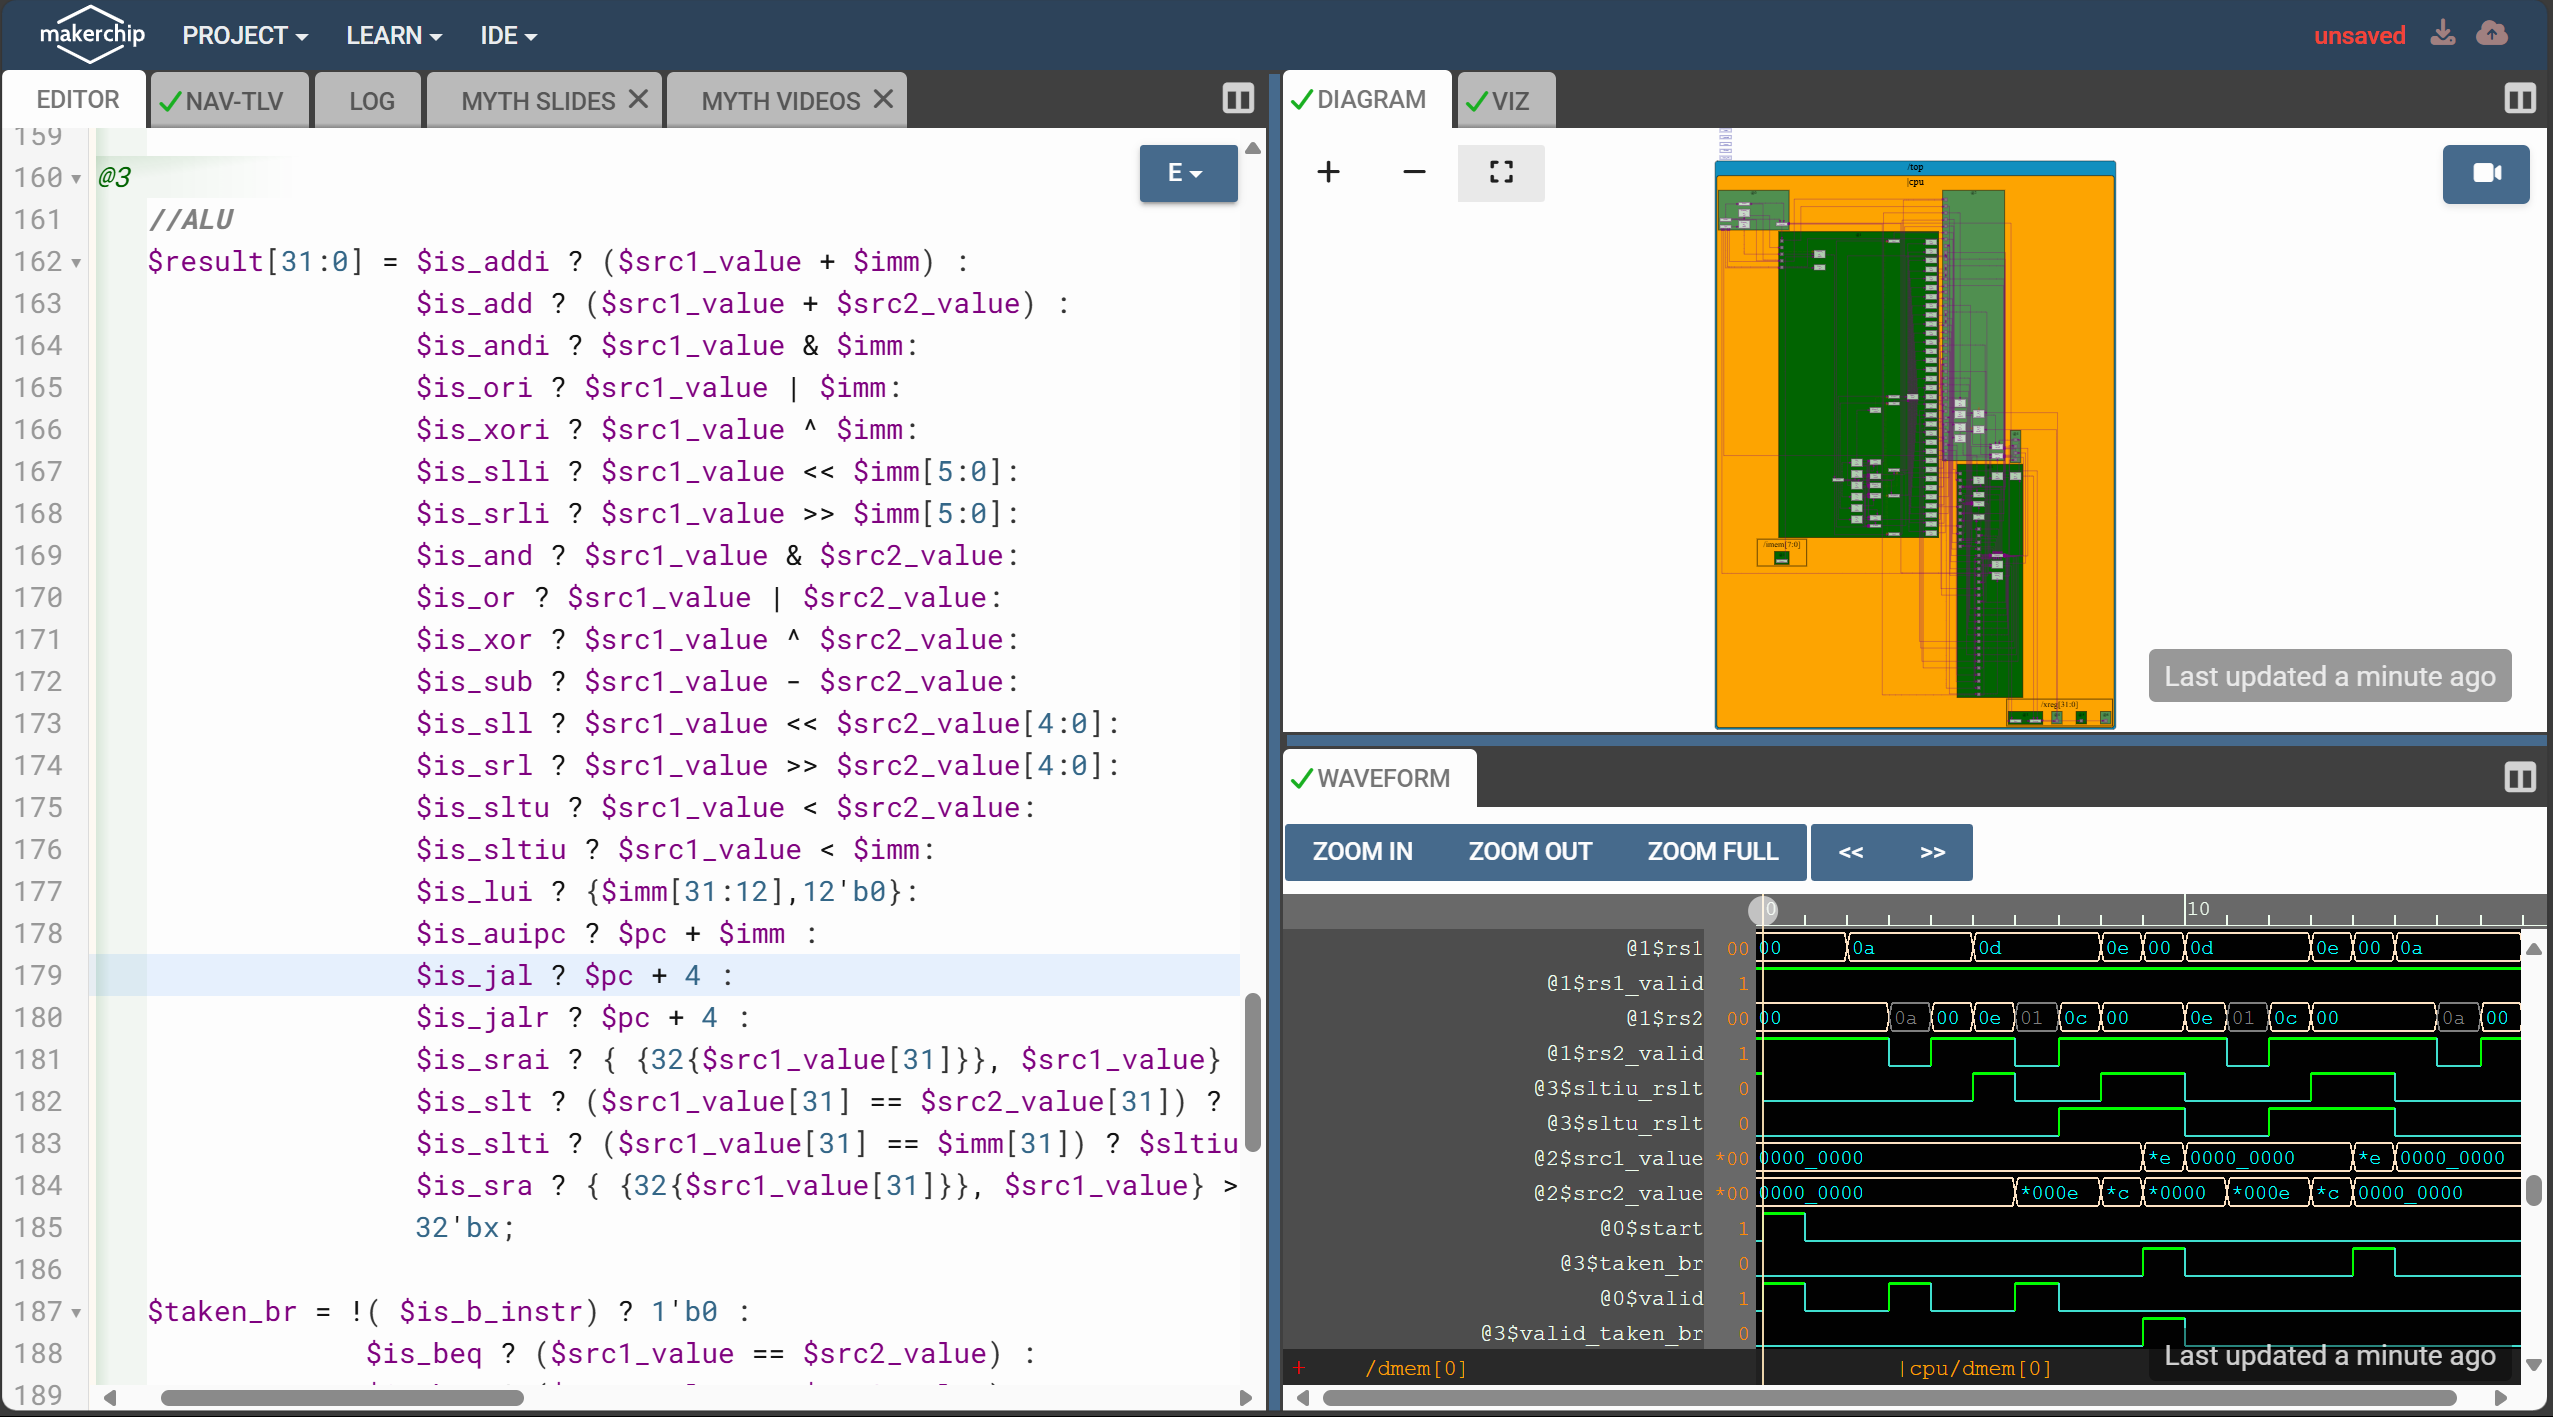 makerchip PROJECT LEARN IDE unsaved
EDITOR NAV-TLV LOG MYTH SLIDES MYTH VIDEOS
159
160 @3
161 //ALU
162 $result[31:0] = $is_addi ? ($src1_value + $imm) :
163 $is_add ? ($src1_value + $src2_value) :
164 $is_andi ? $src1_value & $imm:
165 $is_ori ? $src1_value | $imm:
166 $is_xori ? $src1_value ^ $imm:
167 $is_slli ? $src1_value << $imm[5:0]:
168 $is_srli ? $src1_value >> $imm[5:0]:
169 $is_and ? $src1_value & $src2_value:
170 $is_or ? $src1_value | $src2_value:
171 $is_xor ? $src1_value ^ $src2_value:
172 $is_sub ? $src1_value - $src2_value:
173 $is_sll ? $src1_value << $src2_value[4:0]:
174 $is_srl ? $src1_value >> $src2_value[4:0]:
175 $is_sltu ? $src1_value < $src2_value:
176 $is_sltiu ? $src1_value < $imm:
177 $is_lui ? {$imm[31:12],12'b0}:
178 $is_auipc ? $pc + $imm :
179 $is_jal ? $pc + 4 :
180 $is_jalr ? $pc + 4 :
181 $is_srai ? { {32{$src1_value[31]}}, $src1_value}
182 $is_slt ? ($src1_value[31] == $src2_value[31]) ?
183 $is_slti ? ($src1_value[31] == $imm[31]) ? $sltiu
184 $is_sra ? { {32{$src1_value[31]}}, $src1_value} >
185 32'bx;
186
187 $taken_br = !( $is_b_instr) ? 1'b0 :
188 $is_beq ? ($src1_value == $src2_value) :
189
E
DIAGRAM VIZ
+ −
/top
|cpu
/imem[7:0]
/xreg[31:0]
Last updated a minute ago
WAVEFORM
ZOOM IN ZOOM OUT ZOOM FULL << >>
0 10
@1$rs1 00 00 0a 0d 0e 00 0d 0e 00 0a
@1$rs1_valid 1
@1$rs2 00 00 0a 00 0e 01 0c 00 0e 01 0c 00 0a 00
@1$rs2_valid 1
@3$sltiu_rslt 0
@3$sltu_rslt 0
@2$src1_value *00 0000_0000 *e 0000_0000 *e 0000_0000
@2$src2_value *00 0000_0000 *000e *c *0000 *000e *c 0000_0000
@0$start 1
@3$taken_br 0
@0$valid 1
@3$valid_taken_br 0
Last updated a minute ago
+ /dmem[0] |cpu/dmem[0]